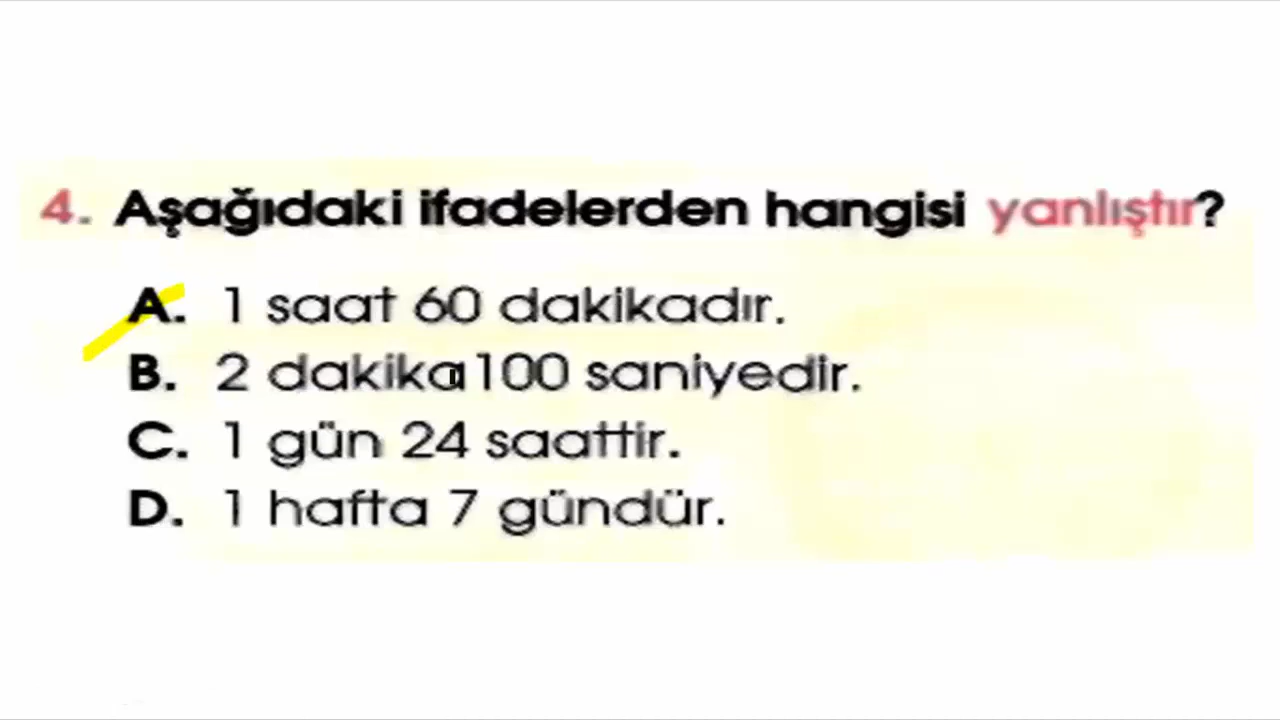 4. Aşağıdaki ifadelerden hangisi yanlıştır?
A. 1 saat 60 dakikadır.
B. 2 dakika 100 saniyedir.
C. 1 gün 24 saattir.
D. 1 hafta 7 gündür.